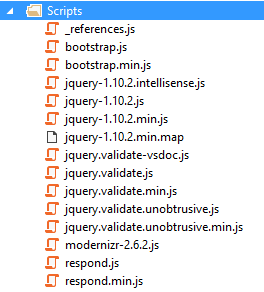 Scripts
_references.js
bootstrap.js
bootstrap.min.js
jquery-1.10.2.intellisense.js
jquery-1.10.2.js
jquery-1.10.2.min.js
jquery-1.10.2.min.map
jquery.validate-vsdoc.js
jquery.validate.js
jquery.validate.min.js
jquery.validate.unobtrusive.js
jquery.validate.unobtrusive.min.js
modernizr-2.6.2.js
respond.js
respond.min.js